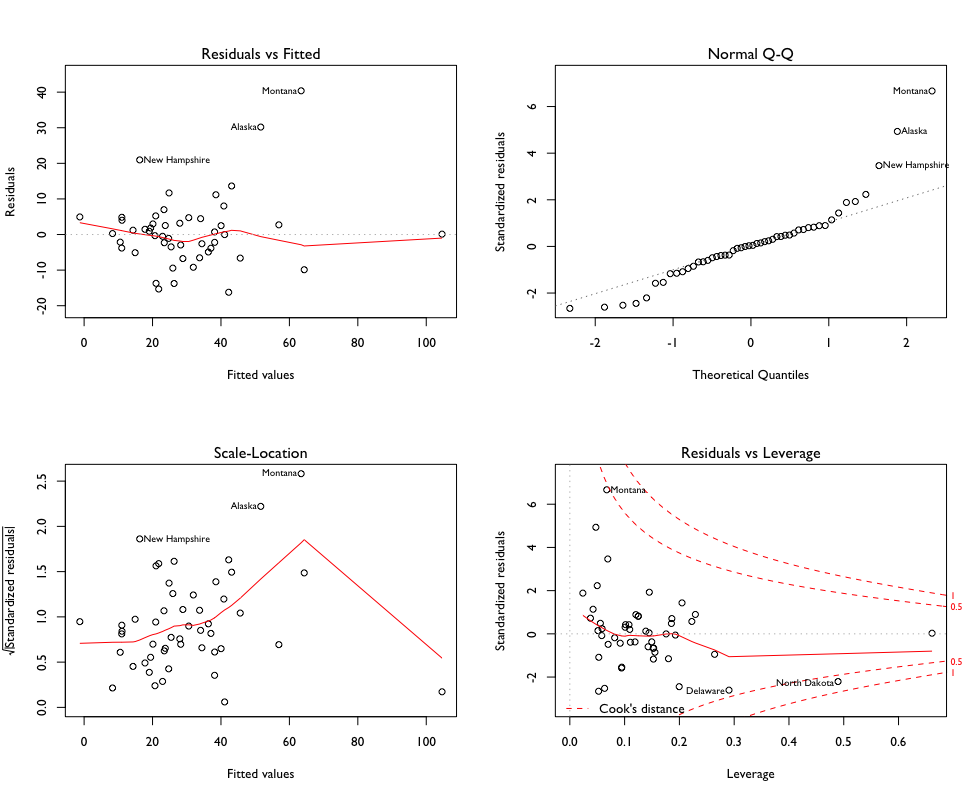 Residuals vs Fitted
Residuals
40
30
20
10
0
-10
-20
Montana
Alaska
New Hampshire
0 20 40 60 80 100
Fitted values
Normal Q-Q
Standardized residuals
6
4
2
0
-2
Montana
Alaska
New Hampshire
-2 -1 0 1 2
Theoretical Quantiles
Scale-Location
√|Standardized residuals|
2.5
2.0
1.5
1.0
0.5
0.0
Montana
Alaska
New Hampshire
0 20 40 60 80 100
Fitted values
Residuals vs Leverage
Standardized residuals
6
4
2
0
-2
Montana
1
0.5
0.5
1
North Dakota
Delaware
Cook's distance
0.0 0.1 0.2 0.3 0.4 0.5 0.6
Leverage